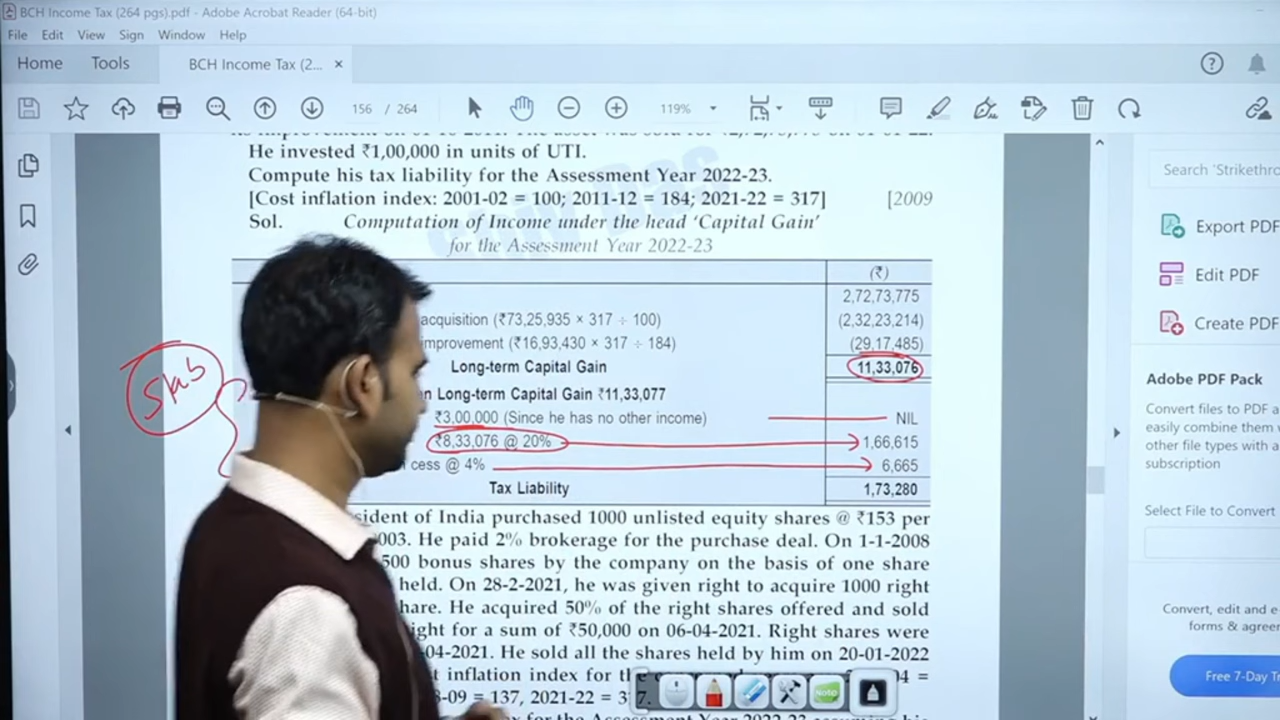 BCH Income Tax (264 pgs).pdf - Adobe Acrobat Reader (64-bit)
File Edit View Sign Window Help
Home Tools BCH Income Tax (2... ×
156 / 264 119%
He invested ₹1,00,000 in units of UTI.
Compute his tax liability for the Assessment Year 2022-23.
[Cost inflation index: 2001-02 = 100; 2011-12 = 184; 2021-22 = 317] [2009
Sol. Computation of Income under the head 'Capital Gain'
for the Assessment Year 2022-23
(₹)
2,72,73,775
acquisition (₹73,25,935 × 317 ÷ 100) (2,32,23,214)
improvement (₹16,93,430 × 317 ÷ 184) (29,17,485)
Long-term Capital Gain 11,33,076
n Long-term Capital Gain ₹11,33,077
₹3,00,000 (Since he has no other income) NIL
₹8,33,076 @ 20% 1,66,615
cess @ 4% 6,665
Tax Liability 1,73,280
sident of India purchased 1000 unlisted equity shares @ ₹153 per
003. He paid 2% brokerage for the purchase deal. On 1-1-2008
500 bonus shares by the company on the basis of one share
held. On 28-2-2021, he was given right to acquire 1000 right
hare. He acquired 50% of the right shares offered and sold
ight for a sum of ₹50,000 on 06-04-2021. Right shares were
04-2021. He sold all the shares held by him on 20-01-2022
t inflation index for th 4 =
-09 = 137, 2021-22 = 3 7.
Note
Search 'Strikethro
Export PDF
Edit PDF
Create PDF
Adobe PDF Pack
Convert files to PDF a
easily combine them w
other file types with a
subscription
Select File to Convert
Convert, edit and e
forms & agreer
Free 7-Day Tr